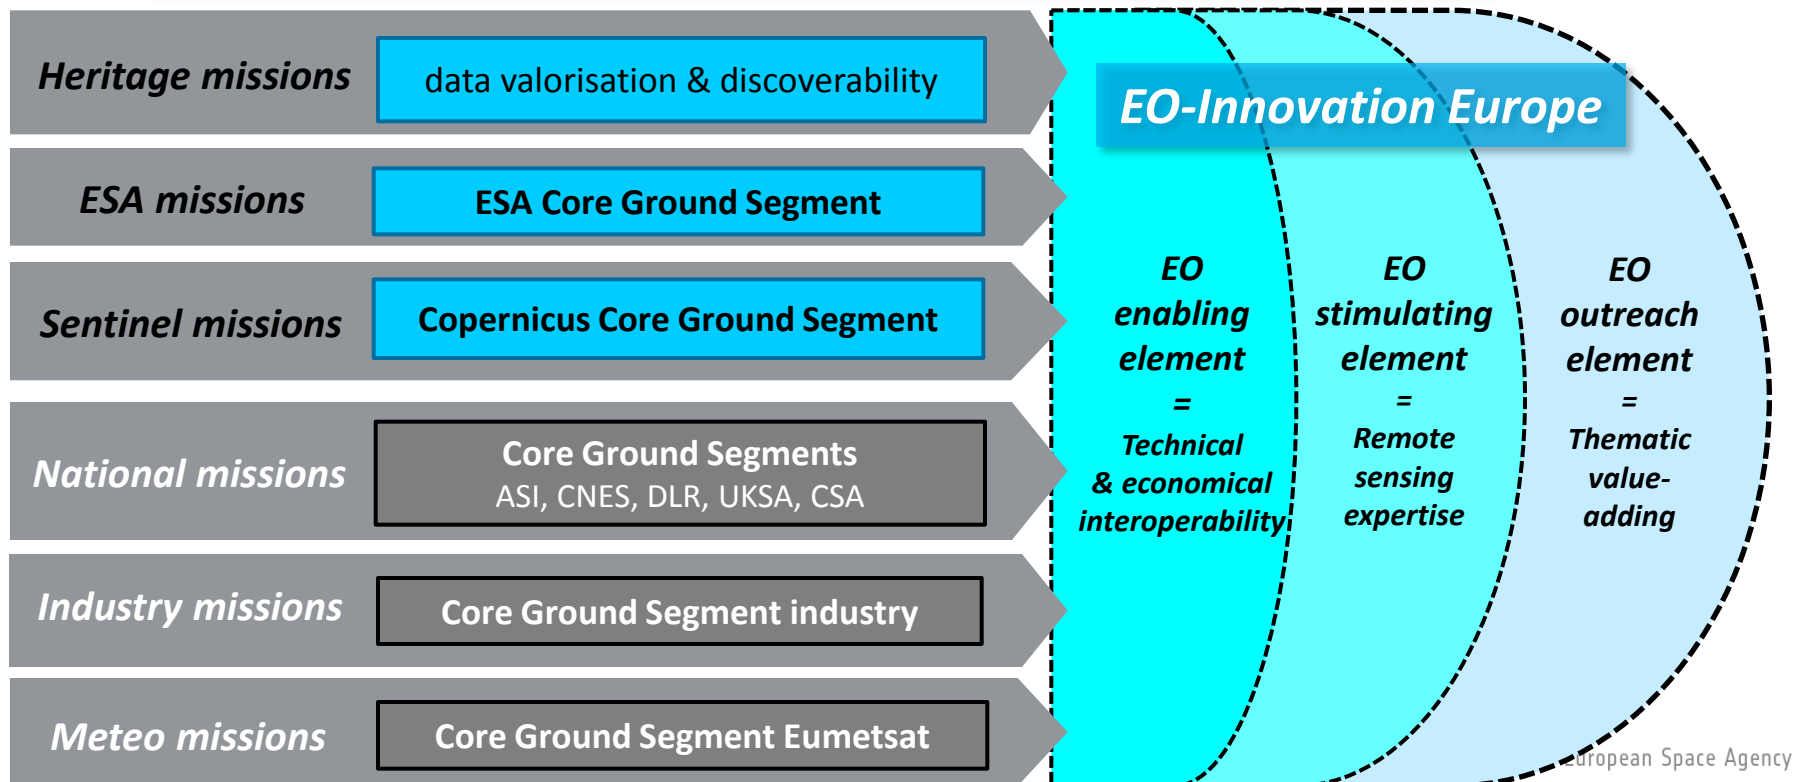 Heritage missions
data valorisation & discoverability
ESA missions
ESA Core Ground Segment
Sentinel missions
Copernicus Core Ground Segment
National missions
Core Ground Segments
ASI, CNES, DLR, UKSA, CSA
Industry missions
Core Ground Segment industry
Meteo missions
Core Ground Segment Eumetsat
EO-Innovation Europe
EO
enabling
element
=
Technical
& economical
interoperability
EO
stimulating
element
=
Remote
sensing
expertise
EO
outreach
element
=
Thematic
value-
adding
European Space Agency